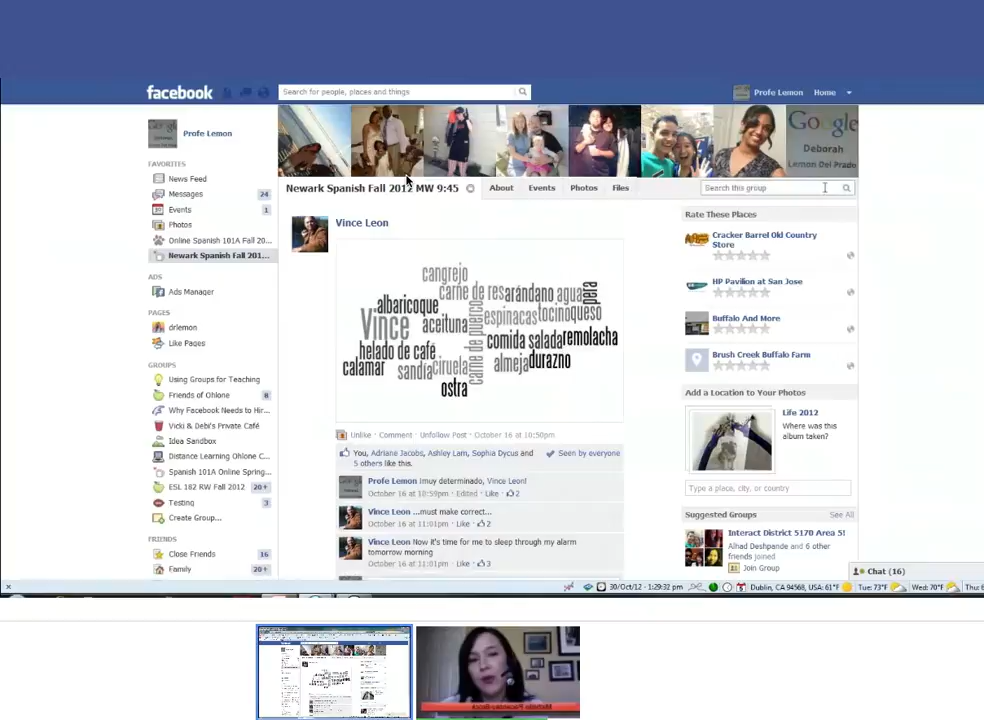 facebook
Search for people, places and things
Profe Lemon Home
Profe Lemon
FAVORITES
News Feed
Messages 24
Events 1
Photos
Online Spanish 101A Fall 20...
Newark Spanish Fall 201...
ADS
Ads Manager
PAGES
drlemon
Like Pages
GROUPS
Using Groups for Teaching
Friends of Ohlone 8
Why Facebook Needs to Hir...
Vicki & Debi's Private Café
Idea Sandbox
Distance Learning Ohlone C...
Spanish 101A Online Spring...
ESL 182 RW Fall 2012 20+
Testing 3
Create Group...
FRIENDS
Close Friends 16
Family 20+
Google
Deborah
Lemon Del Prado
Newark Spanish Fall 2012 MW 9:45
About Events Photos Files
Search this group
Vince Leon
cangrejo
carne de res
arándano
agua
pera
albaricoque
Vince
aceituna
carne de puerco
espinacas
tocino
queso
helado de café
comida
salada
remolacha
calamar
sandía
ciruela
almeja
durazno
ostra
Unlike · Comment · Unfollow Post · October 16 at 10:50pm
You, Adriane Jacobs, Ashley Lam, Sophia Dycus and
5 others like this.
Seen by everyone
Profe Lemon ¡muy determinado, Vince Leon!
October 16 at 10:59pm · Edited · Like · 2
Vince Leon ...must make correct...
October 16 at 11:01pm · Like · 2
Vince Leon Now it's time for me to sleep through my alarm
tomorrow morning
October 16 at 11:01pm · Like · 3
Rate These Places
Cracker Barrel Old Country
Store
HP Pavilion at San Jose
Buffalo And More
Brush Creek Buffalo Farm
Add a Location to Your Photos
Life 2012
Where was this
album taken?
Type a place, city, or country
Suggested Groups See All
Interact District 5170 Area 5!
Alhad Deshpande and 6 other
friends joined
Join Group
Chat (16)
30/Oct/12 - 1:29:32 pm
Dublin, CA 94568, USA: 61°F
Tue: 73°F
Wed: 70°F
Thu: 6